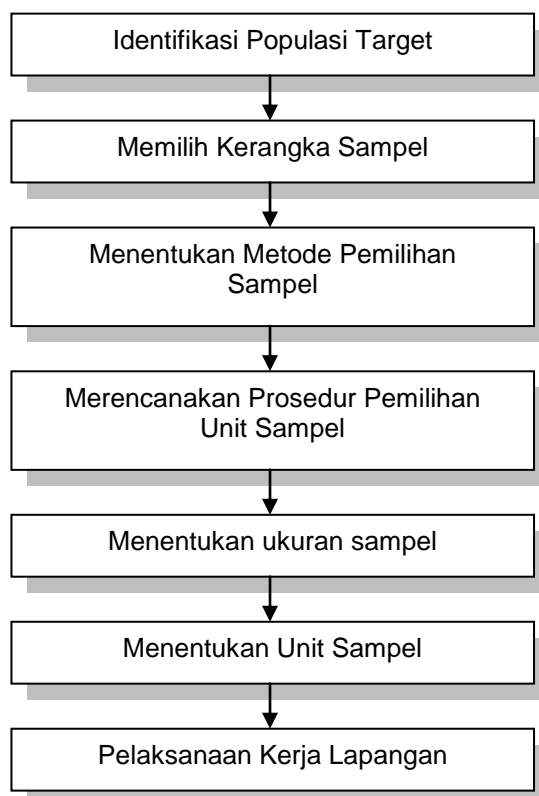 Identifikasi Populasi Target
Memilih Kerangka Sampel
Menentukan Metode Pemilihan
Sampel
Merencanakan Prosedur Pemilihan
Unit Sampel
Menentukan ukuran sampel
Menentukan Unit Sampel
Pelaksanaan Kerja Lapangan